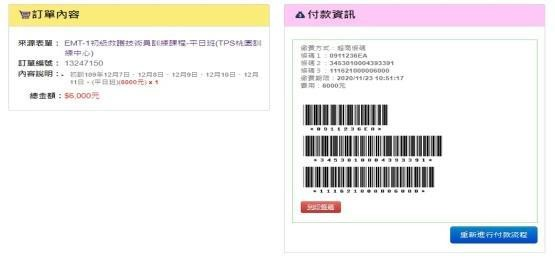 訂單內容
來源表單：EMT-1初級救護技術員訓練課程-平日班(TPS桃園訓
練中心)
訂單編號：13247150
內容說明：- 初訓109年12月7日、12月8日、12月9日、12月10日、12月
11日 - (平日班)(6000元) x 1
總金額：$6,000元
付款資訊
繳費方式：超商條碼
條碼1：0911236EA
條碼2：3453010004393391
條碼3：111621000006000
繳費期限：2020/11/23 10:51:17
費用：6000元
*0911236EA*
*3453010004393391*
*111621000006000*
列印條碼
重新進行付款流程